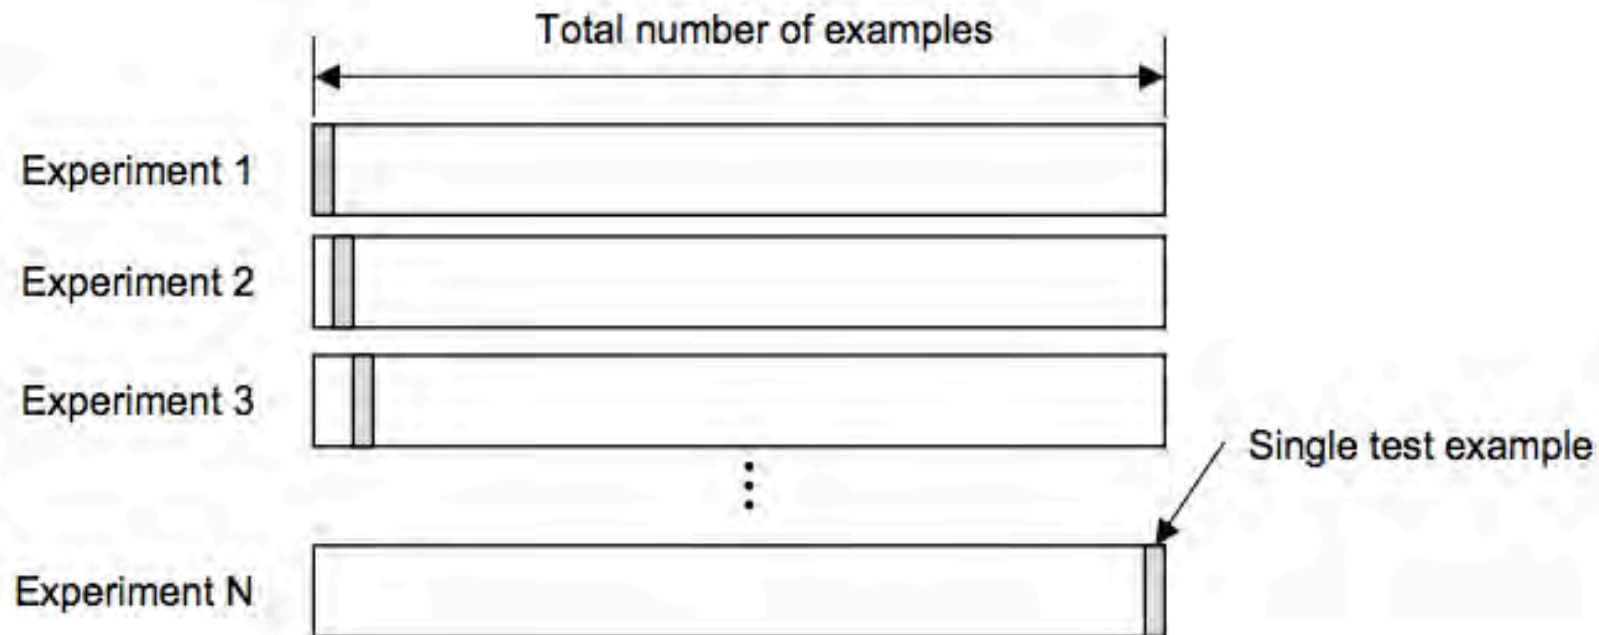 Total number of examples
Experiment 1
Experiment 2
Experiment 3
Single test example
Experiment N